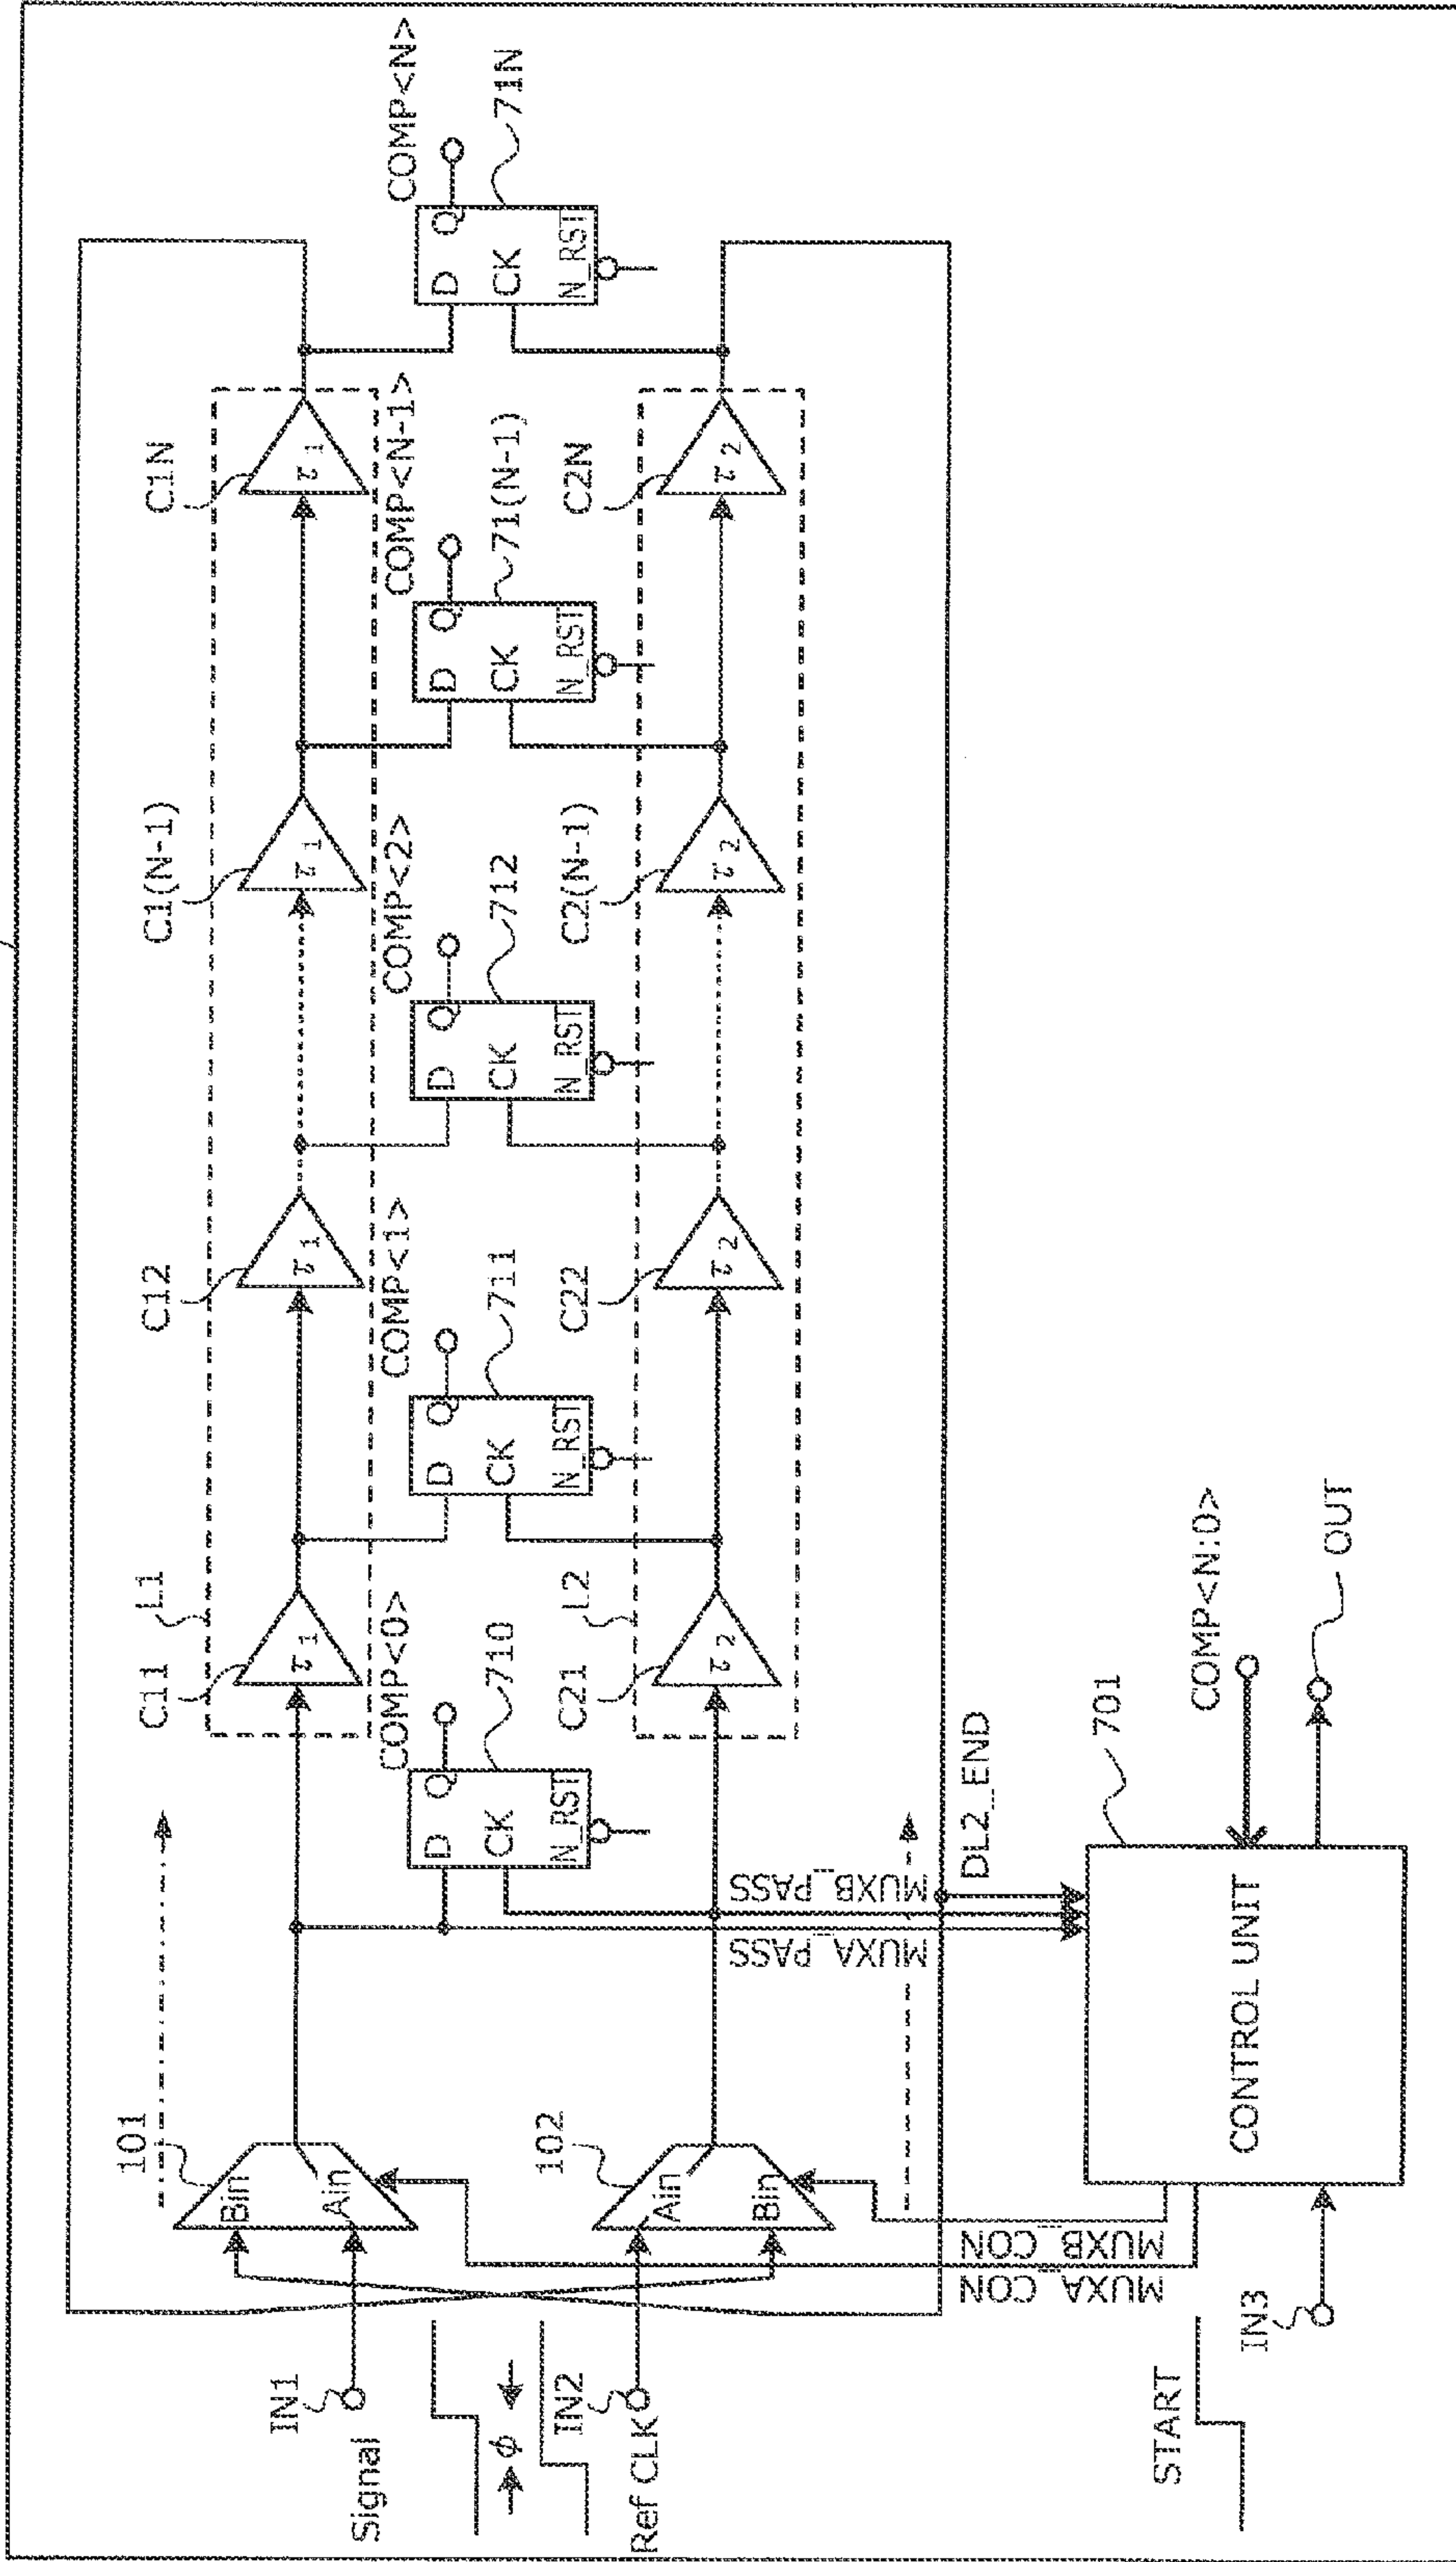 COMP<N>
71N
D Q
CK
N_RST
C1N
τ1
COMP<N-1>
71(N-1)
D Q
CK
N_RST
C2N
τ2
C1(N-1)
τ1
COMP<2>
712
D Q
CK
N_RST
C2(N-1)
τ2
C12
τ1
COMP<1>
711
D Q
CK
N_RST
C22
τ2
L1
C11
τ1
COMP<0>
710
D Q
CK
N_RST
L2
C21
τ2
101
Bin
Ain
102
Ain
Bin
MUXB_PASS
MUXA_PASS
DL2_END
701
CONTROL UNIT
COMP<N:0>
OUT
MUXB_CON
MUXA_CON
IN1
Signal
ϕ
IN2
Ref CLK
START
IN3